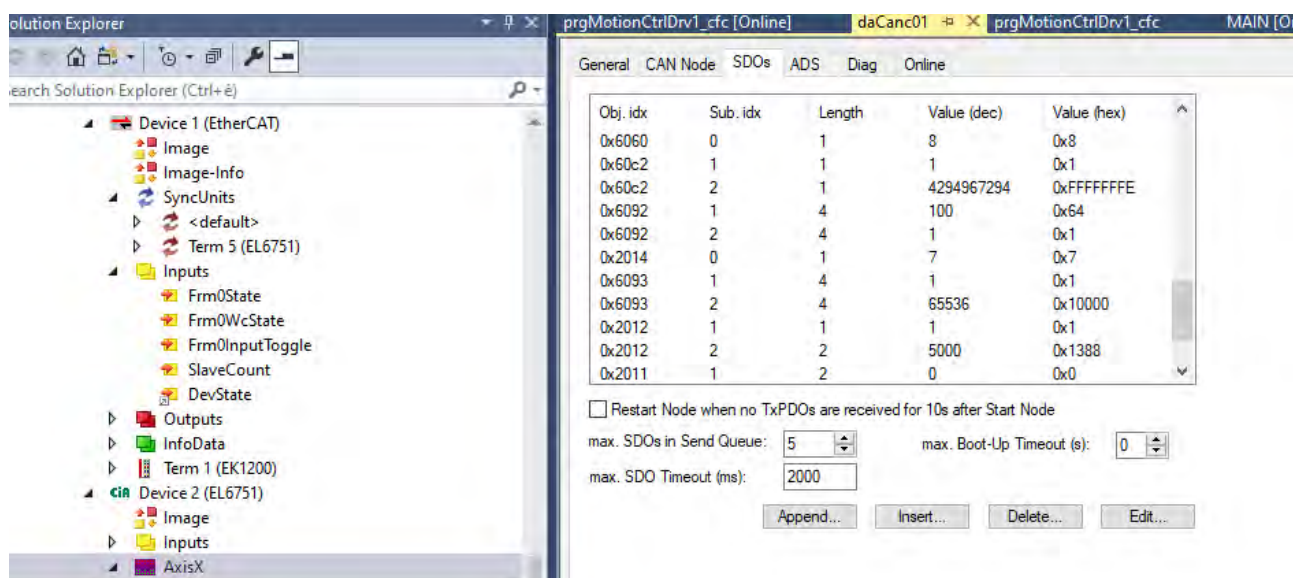 olution Explorer
earch Solution Explorer (Ctrl+è)
Device 1 (EtherCAT)
Image
Image-Info
SyncUnits
<default>
Term 5 (EL6751)
Inputs
Frm0State
Frm0WcState
Frm0InputToggle
SlaveCount
DevState
Outputs
InfoData
Term 1 (EK1200)
CiA Device 2 (EL6751)
Image
Inputs
AxisX
prgMotionCtrlDrv1_cfc [Online] daCanc01 prgMotionCtrlDrv1_cfc MAIN [O
General CAN Node SDOs ADS Diag Online
Obj. idx Sub. idx Length Value (dec) Value (hex)
0x6060 0 1 8 0x8
0x60c2 1 1 1 0x1
0x60c2 2 1 4294967294 0xFFFFFFFE
0x6092 1 4 100 0x64
0x6092 2 4 1 0x1
0x2014 0 1 7 0x7
0x6093 1 4 1 0x1
0x6093 2 4 65536 0x10000
0x2012 1 1 1 0x1
0x2012 2 2 5000 0x1388
0x2011 1 2 0 0x0
Restart Node when no TxPDOs are received for 10s after Start Node
max. SDOs in Send Queue: 5 max. Boot-Up Timeout (s): 0
max. SDO Timeout (ms): 2000
Append... Insert... Delete... Edit...